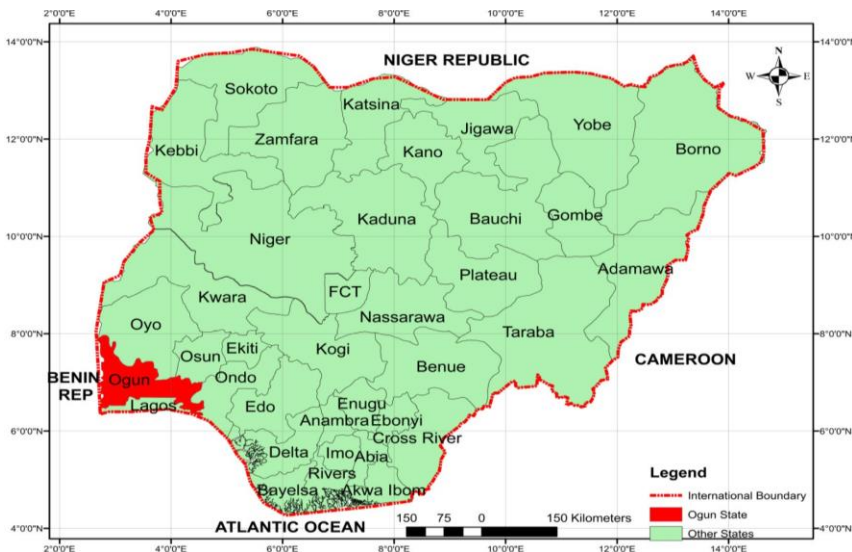 2°0'0"E 4°0'0"E 6°0'0"E 8°0'0"E 10°0'0"E 12°0'0"E 14°0'0"E
14°0'0"N 14°0'0"N
NIGER REPUBLIC
N
W E
S
Sokoto
Katsina
Jigawa
Yobe
12°0'0"N 12°0'0"N
Zamfara
Kebbi
Kano
Borno
Kaduna
Bauchi
Gombe
10°0'0"N 10°0'0"N
Niger
Plateau
Adamawa
Kwara
FCT
Nassarawa
8°0'0"N 8°0'0"N
Oyo
Taraba
Osun
Ekiti
Kogi
Benue
CAMEROON
BENIN
REP
Ogun
Ondo
Lagos
Edo
Enugu
Anambra
Ebonyi
6°0'0"N 6°0'0"N
Cross River
Delta
Imo
Abia
Rivers
Bayelsa
Akwa Ibom
4°0'0"N 4°0'0"N
ATLANTIC OCEAN
150 75 0 150 Kilometers
Legend
International Boundary
Ogun State
Other States
2°0'0"E 4°0'0"E 6°0'0"E 8°0'0"E 10°0'0"E 12°0'0"E 14°0'0"E